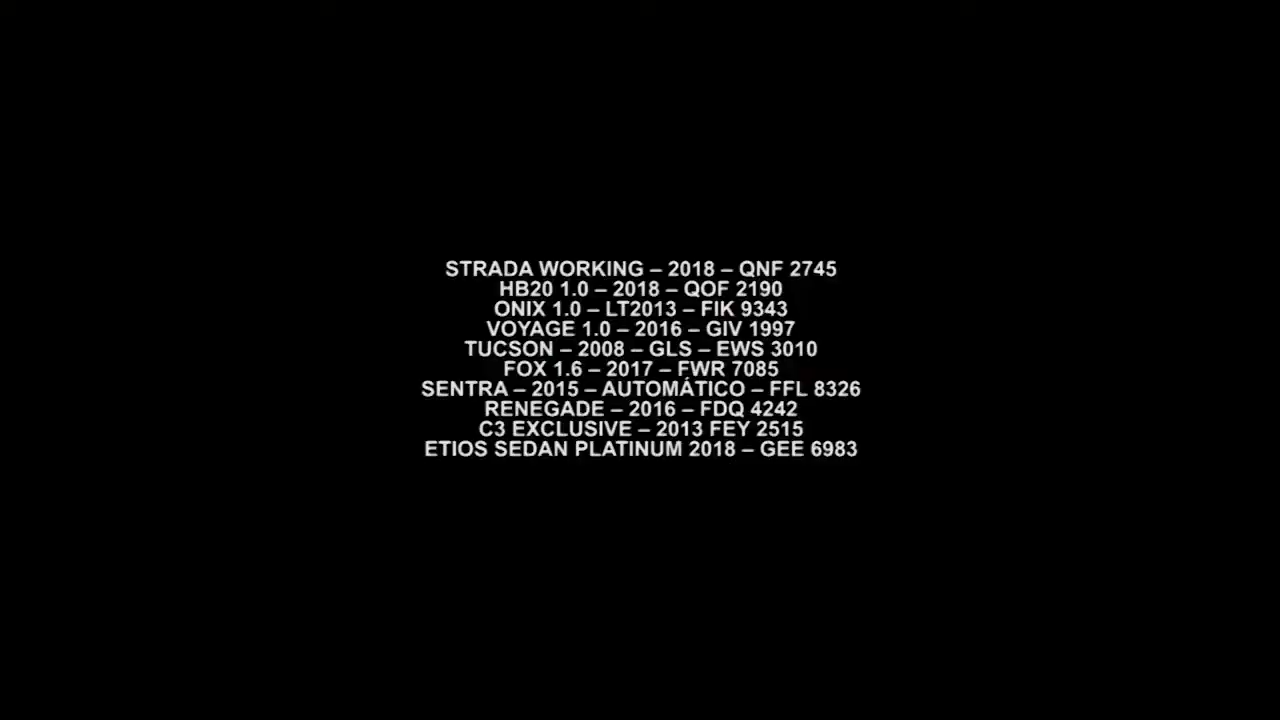 STRADA WORKING – 2018 – QNF 2745
HB20 1.0 – 2018 – QOF 2190
ONIX 1.0 – LT2013 – FIK 9343
VOYAGE 1.0 – 2016 – GIV 1997
TUCSON – 2008 – GLS – EWS 3010
FOX 1.6 – 2017 – FWR 7085
SENTRA – 2015 – AUTOMÁTICO – FFL 8326
RENEGADE – 2016 – FDQ 4242
C3 EXCLUSIVE – 2013 FEY 2515
ETIOS SEDAN PLATINUM 2018 – GEE 6983